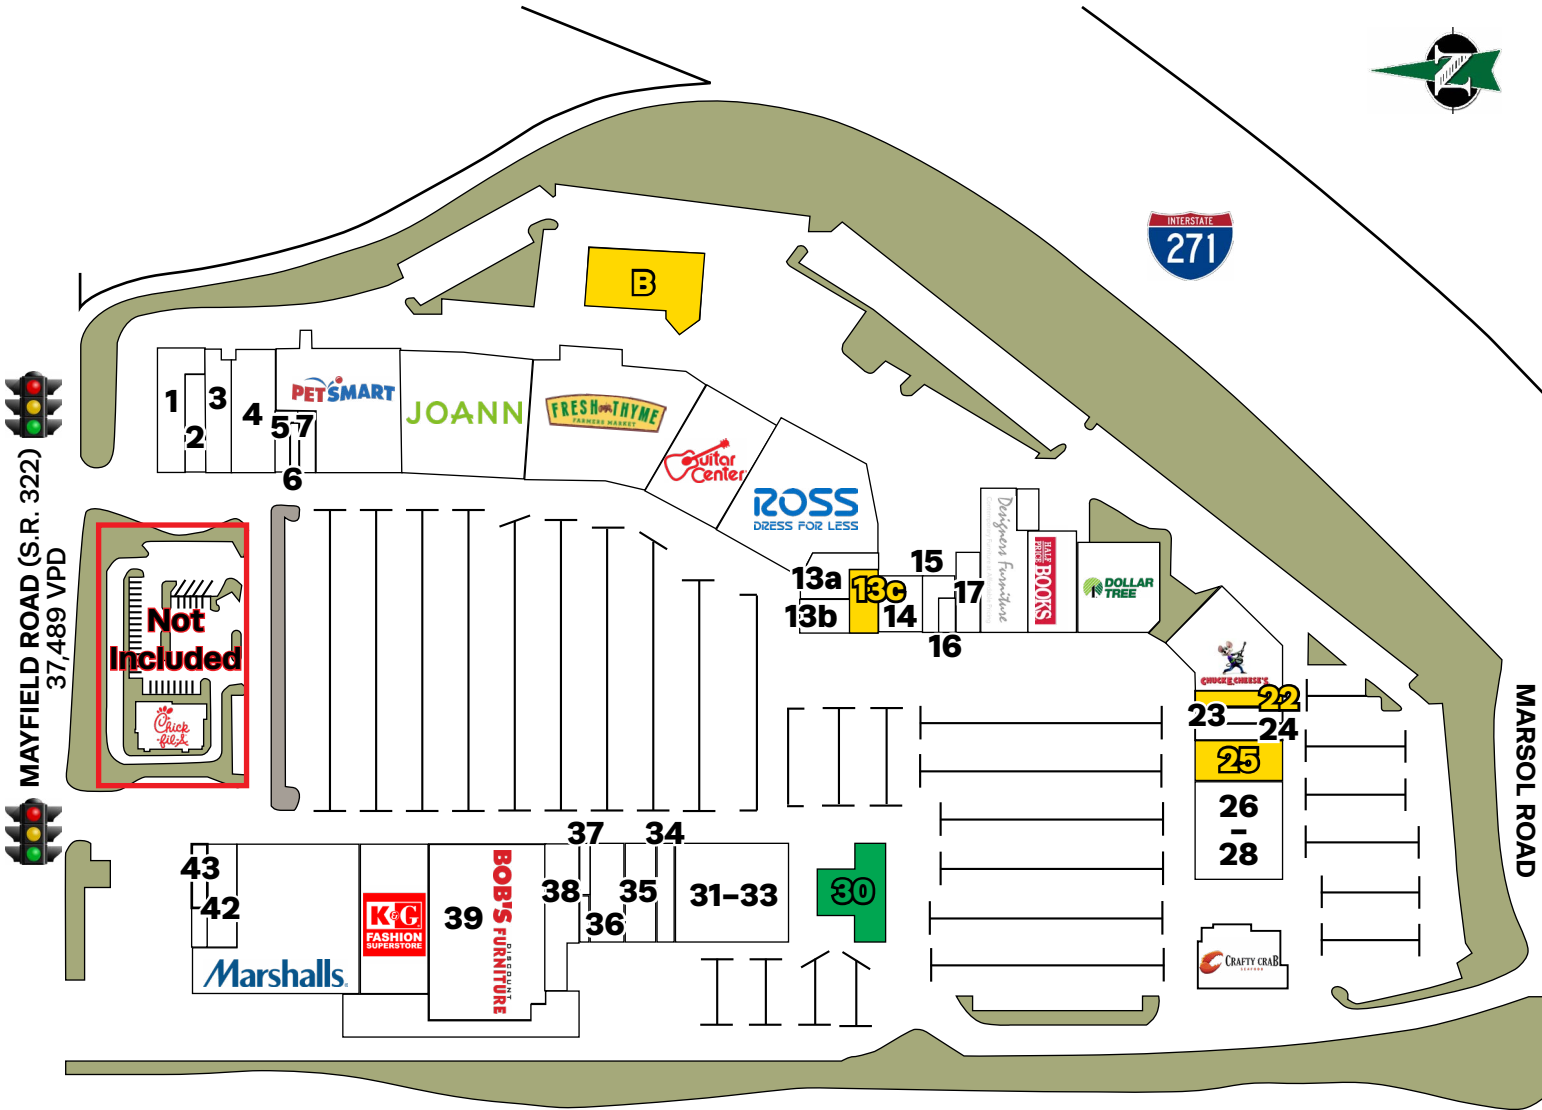 Z
INTERSTATE
271
B
1
2
3
4
5
7
6
PETSMART
JOANN
FRESH THYME
FARMERS MARKET
Guitar
Center
ROSS
DRESS FOR LESS
13a
13b
13c
14
15
16
17
Designers Furniture
HALF
PRICE
BOOKS
DOLLAR
TREE
CHUCK E. CHEESE'S
22
23
24
25
26
–
28
MAYFIELD ROAD (S.R. 322)
37,489 VPD
Not
Included
Chick
-fil-A
MARSOL ROAD
43
42
Marshalls
K&G
FASHION
SUPERSTORE
39
BOB'S
DISCOUNT
FURNITURE
38
37
36
35
34
31–33
30
CRAFTY CRAB
SEAFOOD